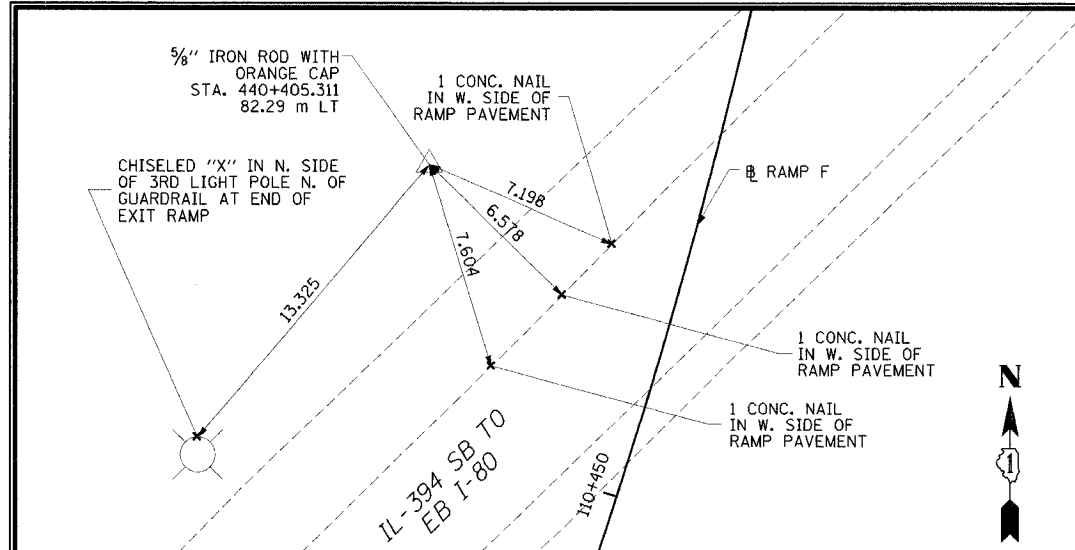 5/8" IRON ROD WITH
ORANGE CAP
STA. 440+405.311
82.29 m LT
1 CONC. NAIL
IN W. SIDE OF
RAMP PAVEMENT
CHISELED "X" IN N. SIDE
OF 3RD LIGHT POLE N. OF
GUARDRAIL AT END OF
EXIT RAMP
BL RAMP F
7.198
6.578
7.604
13.325
1 CONC. NAIL
IN W. SIDE OF
RAMP PAVEMENT
1 CONC. NAIL
IN W. SIDE OF
RAMP PAVEMENT
IL-394 SB TO
EB I-80
110+450
N
1